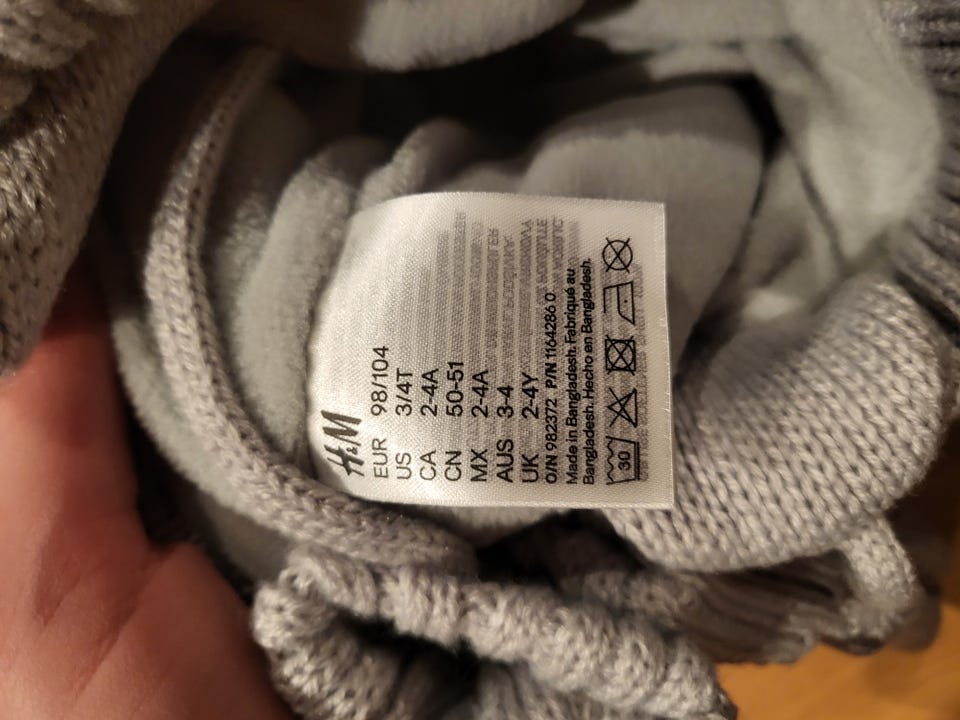 H&M
EUR 98/104
US 3/4T
CA 2-4A
CN 50-51
MX 2-4A
AUS 3-4
UK 2-4Y
O/N 982372 P/N 1164286 0
Made in Bangladesh. Fabriqué au
Bangladesh. Hecho en Bangladesh.
30